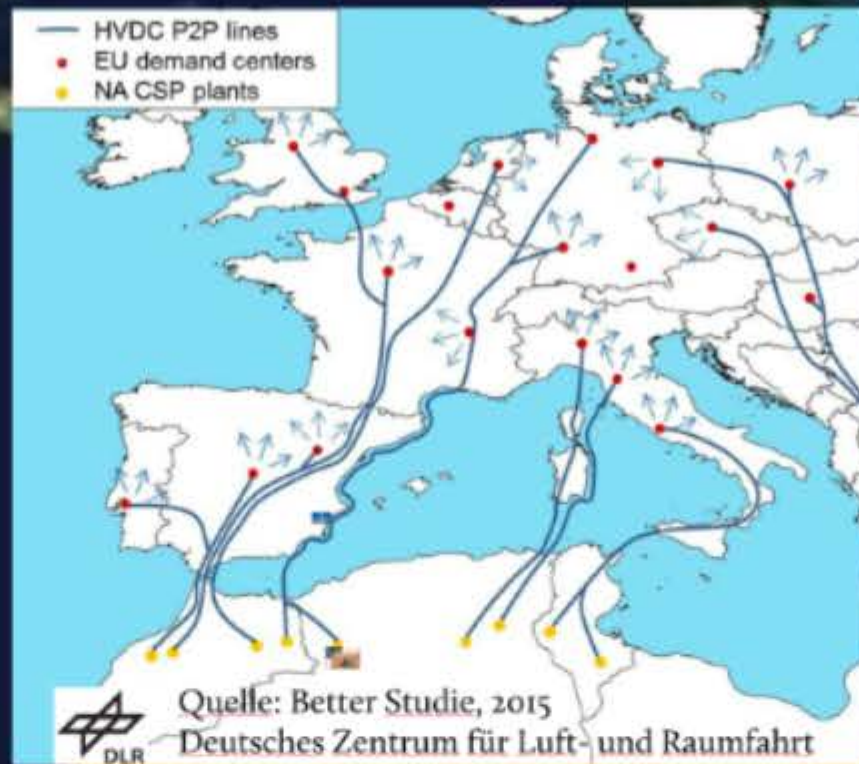 HVDC P2P lines
EU demand centers
NA CSP plants
Quelle: Better Studie, 2015
Deutsches Zentrum für Luft- und Raumfahrt
DLR